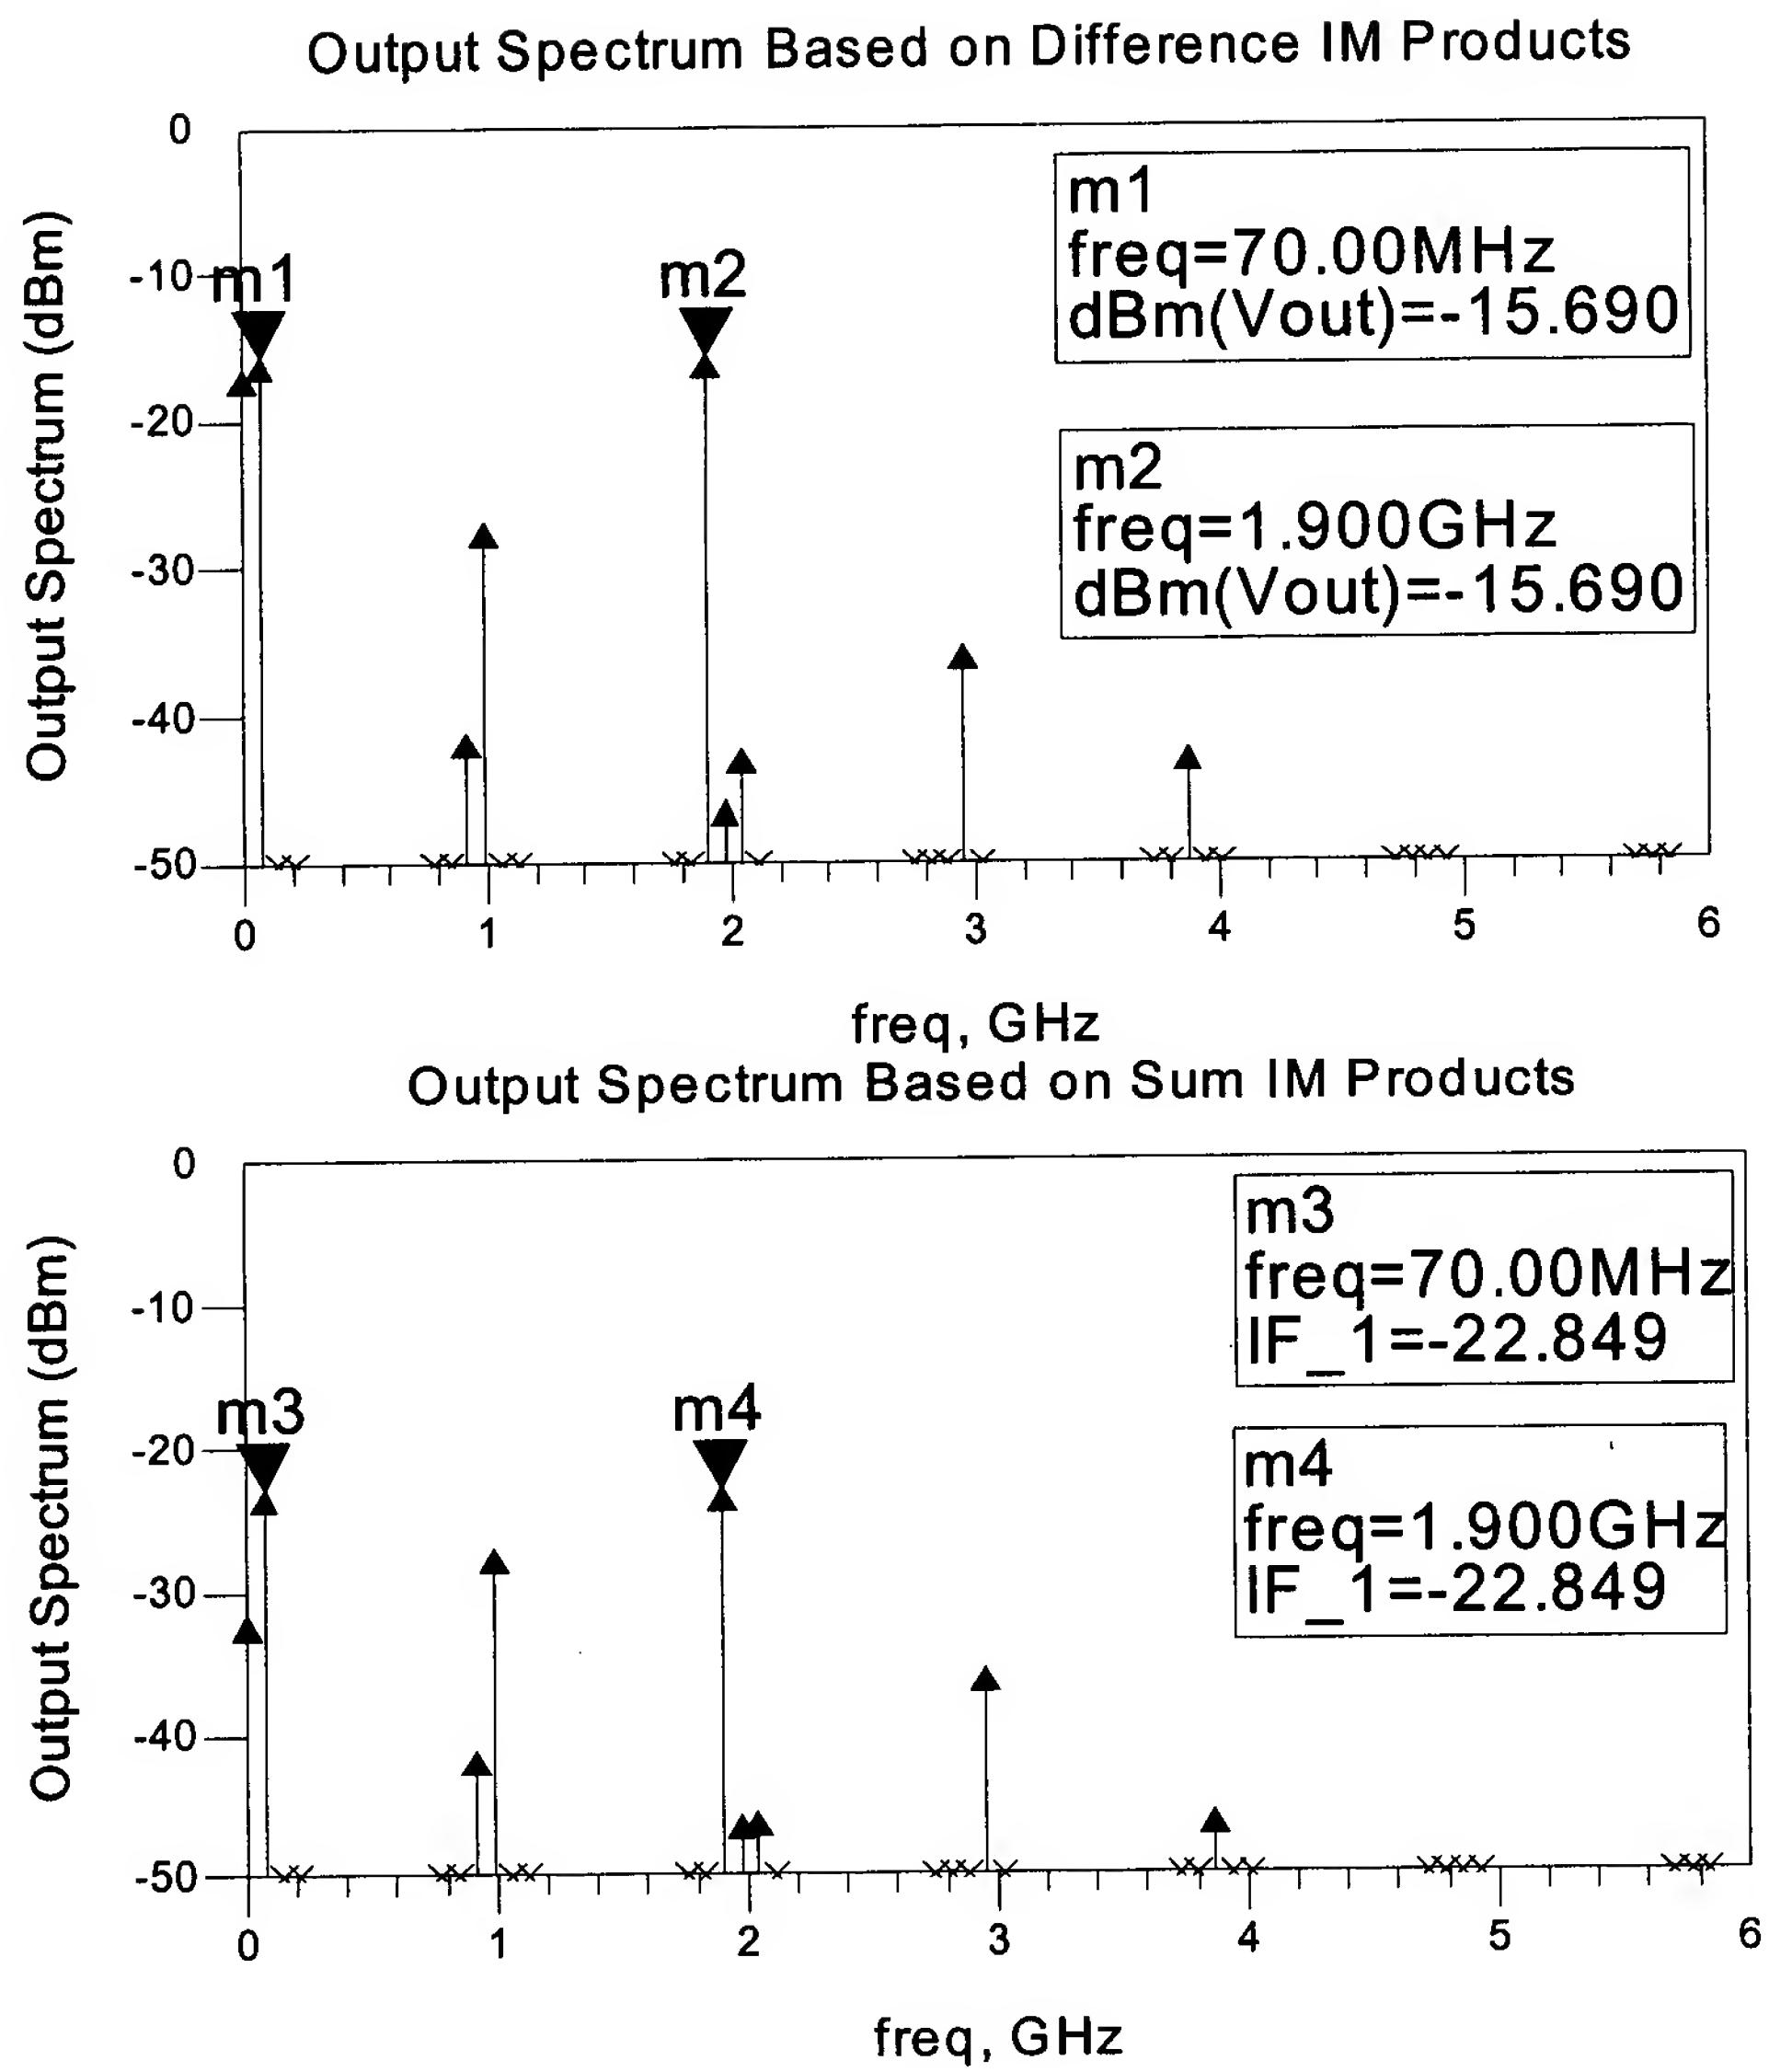 Output Spectrum Based on Difference IM Products
Output Spectrum (dBm)
0
-10
-20
-30
-40
-50
m1
m2
m1
freq=70.00MHz
dBm(Vout)=-15.690
m2
freq=1.900GHz
dBm(Vout)=-15.690
0 1 2 3 4 5 6
freq, GHz
Output Spectrum Based on Sum IM Products
Output Spectrum (dBm)
0
-10
-20
-30
-40
-50
m3
m4
m3
freq=70.00MHz
IF_1=-22.849
m4
freq=1.900GHz
IF_1=-22.849
0 1 2 3 4 5 6
freq, GHz